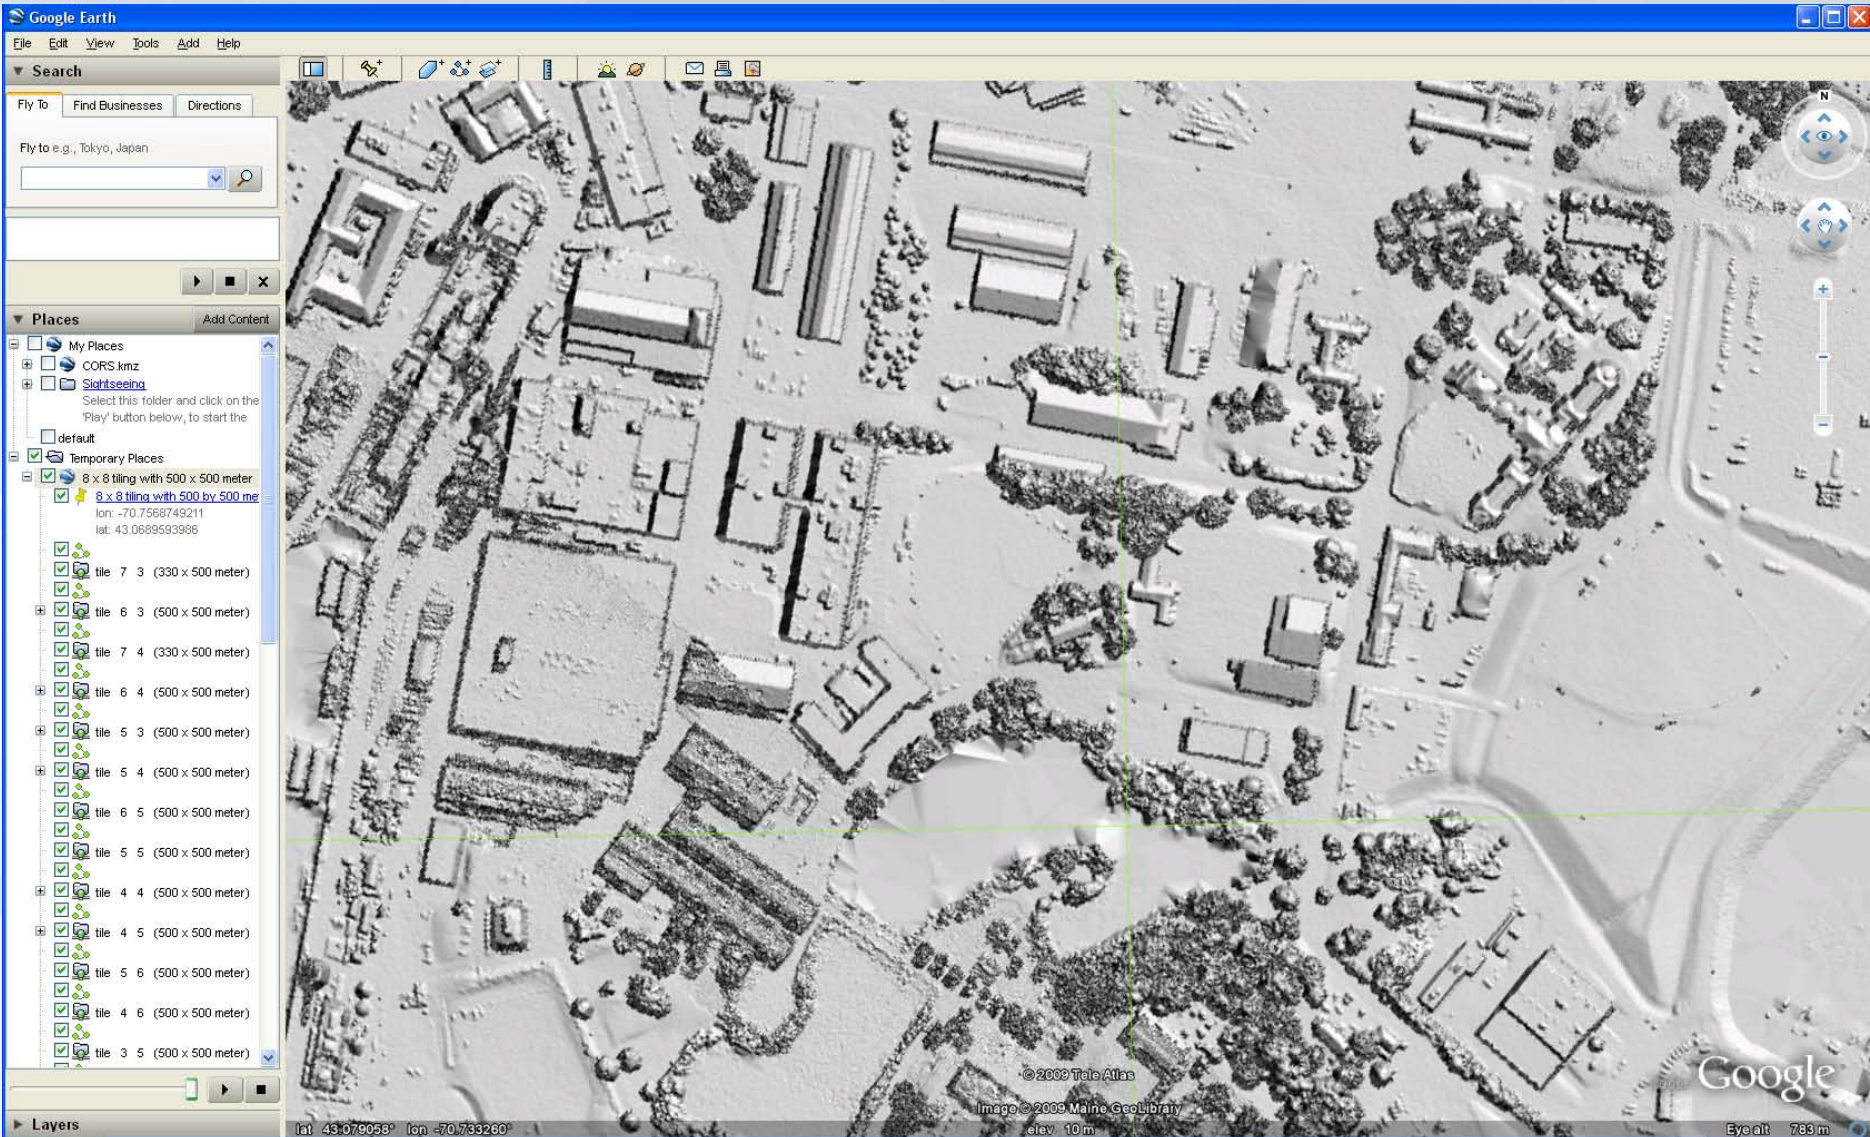 Google Earth
File Edit View Tools Add Help
Search
Fly To Find Businesses Directions
Fly to e.g., Tokyo, Japan
Places Add Content
My Places
CORS.kmz
Sightseeing
Select this folder and click on the
'Play' button below, to start the
default
Temporary Places
8 x 8 tiling with 500 x 500 meter
8 x 8 tiling with 500 by 500 me
lon: -70.7568749211
lat: 43.0689593986
tile 7 3 (330 x 500 meter)
tile 6 3 (500 x 500 meter)
tile 7 4 (330 x 500 meter)
tile 6 4 (500 x 500 meter)
tile 5 3 (500 x 500 meter)
tile 5 4 (500 x 500 meter)
tile 6 5 (500 x 500 meter)
tile 5 5 (500 x 500 meter)
tile 4 4 (500 x 500 meter)
tile 4 5 (500 x 500 meter)
tile 5 6 (500 x 500 meter)
tile 4 6 (500 x 500 meter)
tile 3 5 (500 x 500 meter)
Layers
N
© 2009 Tele Atlas
Image © 2009 Maine GeoLibrary
Google
lat 43.079058° lon -70.733260° elev 10 m Eye alt 783 m